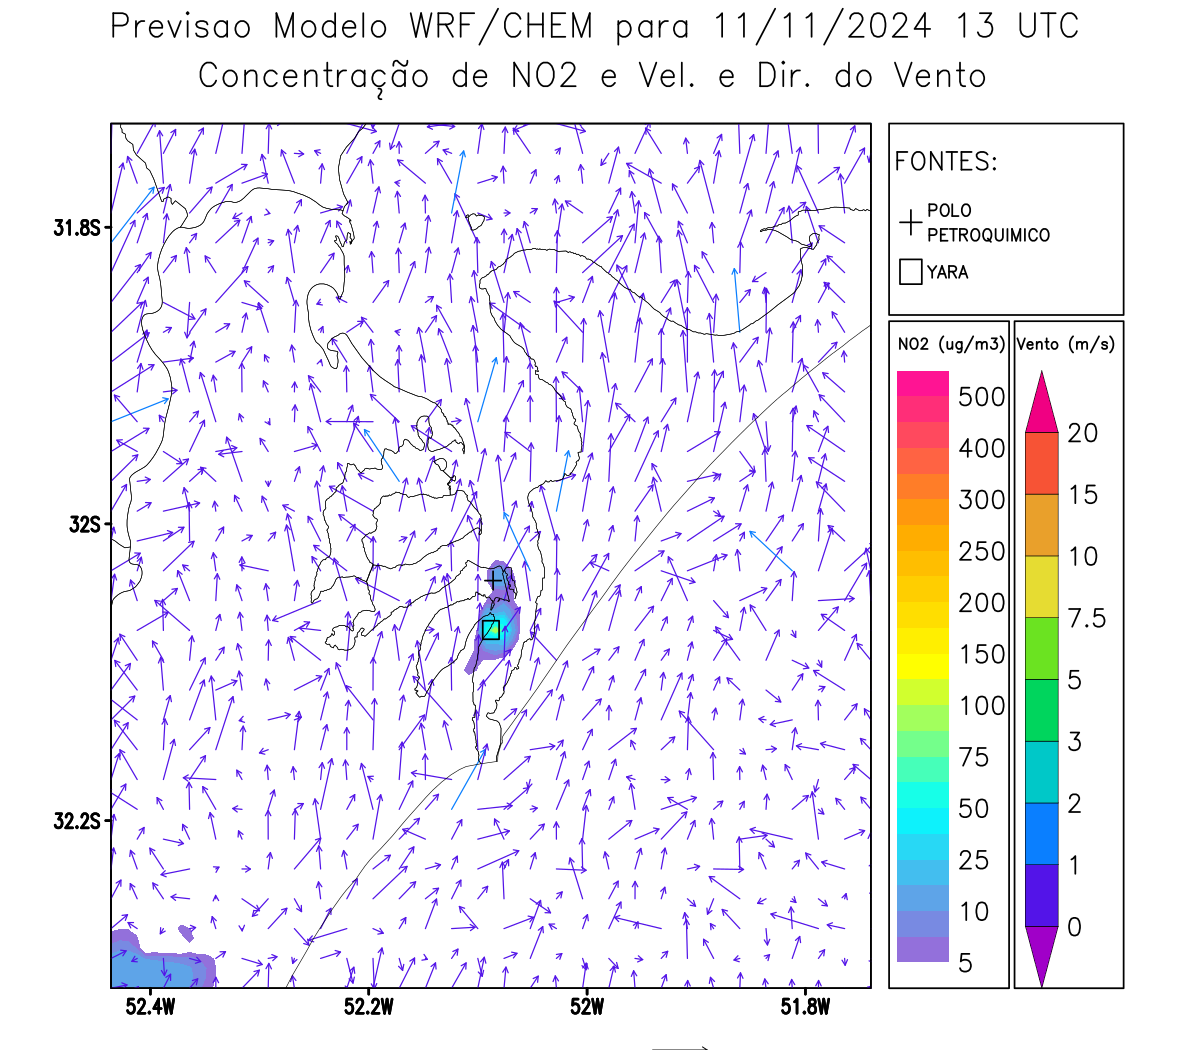 Previsao Modelo WRF/CHEM para 11/11/2024 13 UTC
Concentração de NO2 e Vel. e Dir. do Vento
FONTES:
POLO
PETROQUIMICO
YARA
NO2 (ug/m3)
500
400
300
250
200
150
100
75
50
25
10
5
Vento (m/s)
20
15
10
7.5
5
3
2
1
0
31.8S
32S
32.2S
52.4W
52.2W
52W
51.8W